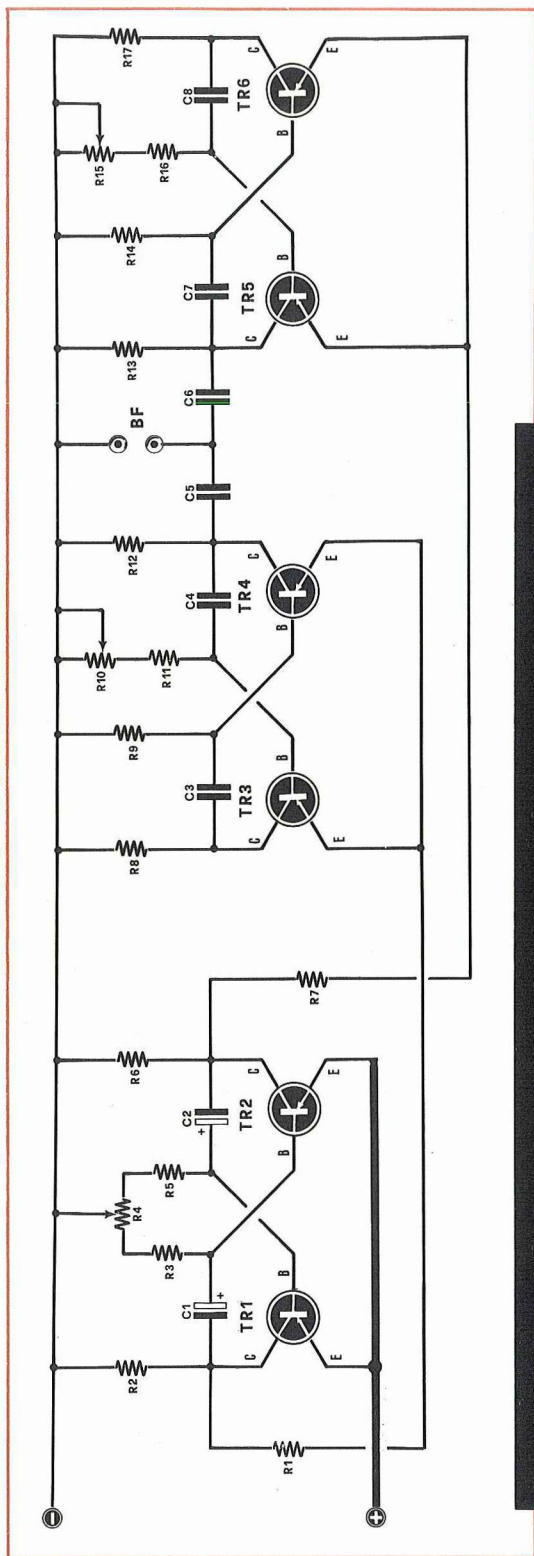 −
R2
R3
R4
R5
R6
R8
R9
R10
R11
R12
BF
R13
R14
R15
R16
R17
C1
+
C2
+
C3
C4
C5
C6
C7
C8
C
TR1
B
E
C
TR2
B
E
C
TR3
B
E
C
TR4
B
E
C
TR5
B
E
C
TR6
B
E
R1
R7
+